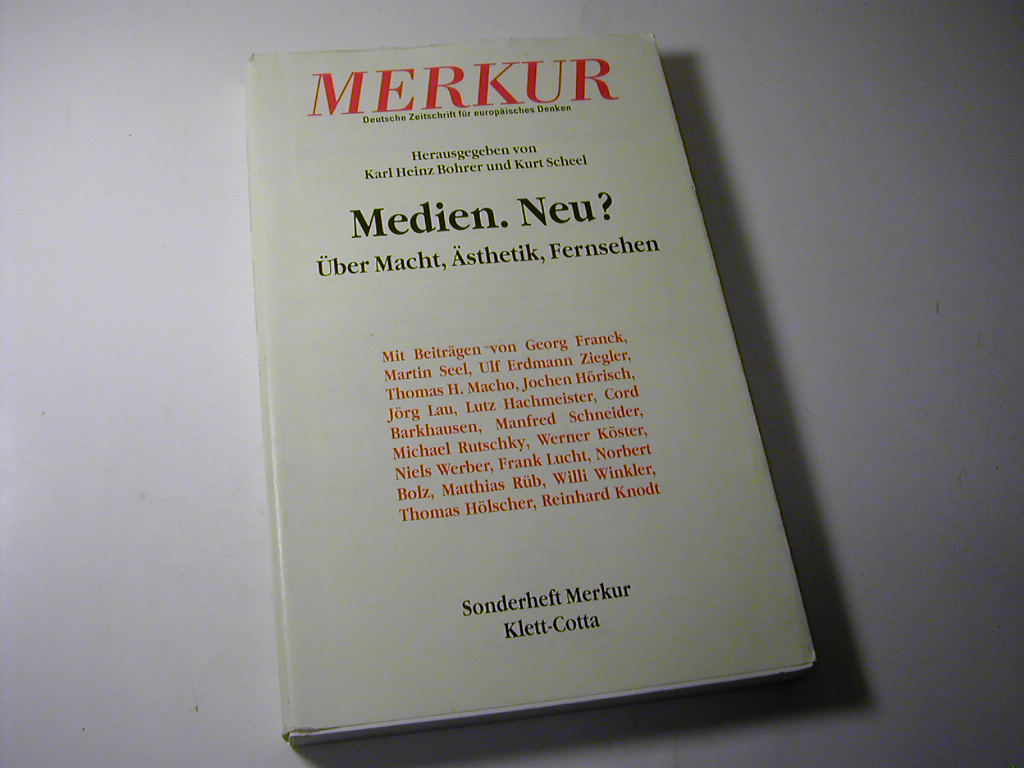 MERKUR
Deutsche Zeitschrift für europäisches Denken
Herausgegeben von
Karl Heinz Bohrer und Kurt Scheel
Medien. Neu?
Über Macht, Ästhetik, Fernsehen
Mit Beiträgen von Georg Franck,
Martin Seel, Ulf Erdmann Ziegler,
Thomas H. Macho, Jochen Hörisch,
Jörg Lau, Lutz Hachmeister, Cord
Barkhausen, Manfred Schneider,
Michael Rutschky, Werner Köster,
Niels Werber, Frank Lucht, Norbert
Bolz, Matthias Rüb, Willi Winkler,
Thomas Hölscher, Reinhard Knodt
Sonderheft Merkur
Klett-Cotta